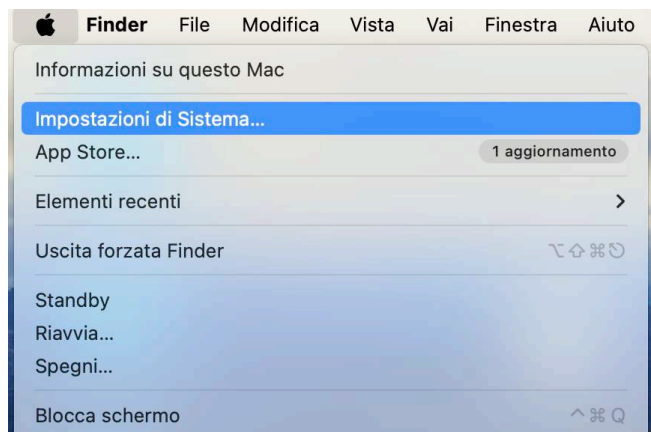 Finder File Modifica Vista Vai Finestra Aiuto
Informazioni su questo Mac
Impostazioni di Sistema...
App Store... 1 aggiornamento
Elementi recenti
Uscita forzata Finder ⌥⇧⌘⎋
Standby
Riavvia...
Spegni...
Blocca schermo ^⌘Q